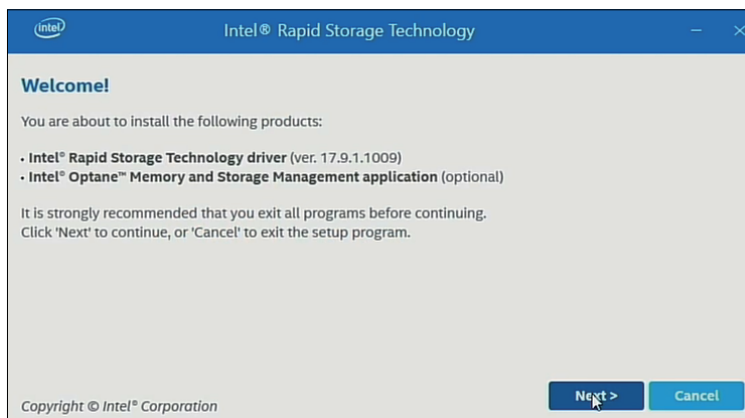 intel
Intel® Rapid Storage Technology
Welcome!
You are about to install the following products:
• Intel® Rapid Storage Technology driver (ver. 17.9.1.1009)
• Intel® Optane™ Memory and Storage Management application (optional)
It is strongly recommended that you exit all programs before continuing.
Click 'Next' to continue, or 'Cancel' to exit the setup program.
Next >
Cancel
Copyright © Intel® Corporation